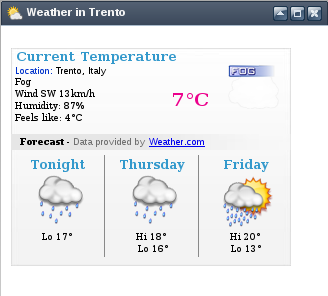 Weather in Trento
Current Temperature
Location: Trento, Italy
Fog
Wind SW 13km/h
Humidity: 87%
Feels like: 4°C
7°C
FOG
Forecast - Data provided by Weather.com
Tonight Thursday Friday
Lo 17° Hi 18° Hi 20°
Lo 16° Lo 13°